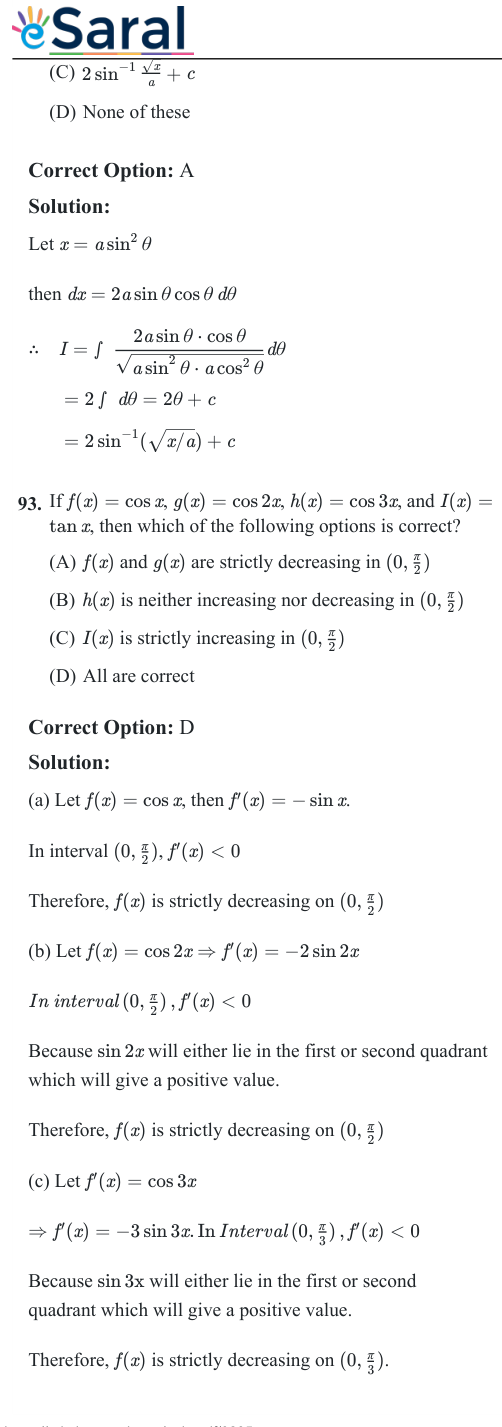 eSaral
(C) 2 sin⁻¹ √x/a + c
(D) None of these
Correct Option: A
Solution:
Let x = a sin² θ
then dx = 2a sin θ cos θ dθ
∴ I = ∫ 2a sin θ · cos θ / √(a sin² θ · a cos² θ) dθ
= 2 ∫ dθ = 2θ + c
= 2 sin⁻¹(√x/a) + c
93. If f(x) = cos x, g(x) = cos 2x, h(x) = cos 3x, and I(x) =
tan x, then which of the following options is correct?
(A) f(x) and g(x) are strictly decreasing in (0, π/2)
(B) h(x) is neither increasing nor decreasing in (0, π/2)
(C) I(x) is strictly increasing in (0, π/2)
(D) All are correct
Correct Option: D
Solution:
(a) Let f(x) = cos x, then f′(x) = − sin x.
In interval (0, π/2), f′(x) < 0
Therefore, f(x) is strictly decreasing on (0, π/2)
(b) Let f(x) = cos 2x ⇒ f′(x) = −2 sin 2x
In interval (0, π/2), f′(x) < 0
Because sin 2x will either lie in the first or second quadrant
which will give a positive value.
Therefore, f(x) is strictly decreasing on (0, π/2)
(c) Let f′(x) = cos 3x
⇒ f′(x) = −3 sin 3x. In Interval (0, π/3), f′(x) < 0
Because sin 3x will either lie in the first or second
quadrant which will give a positive value.
Therefore, f(x) is strictly decreasing on (0, π/3).